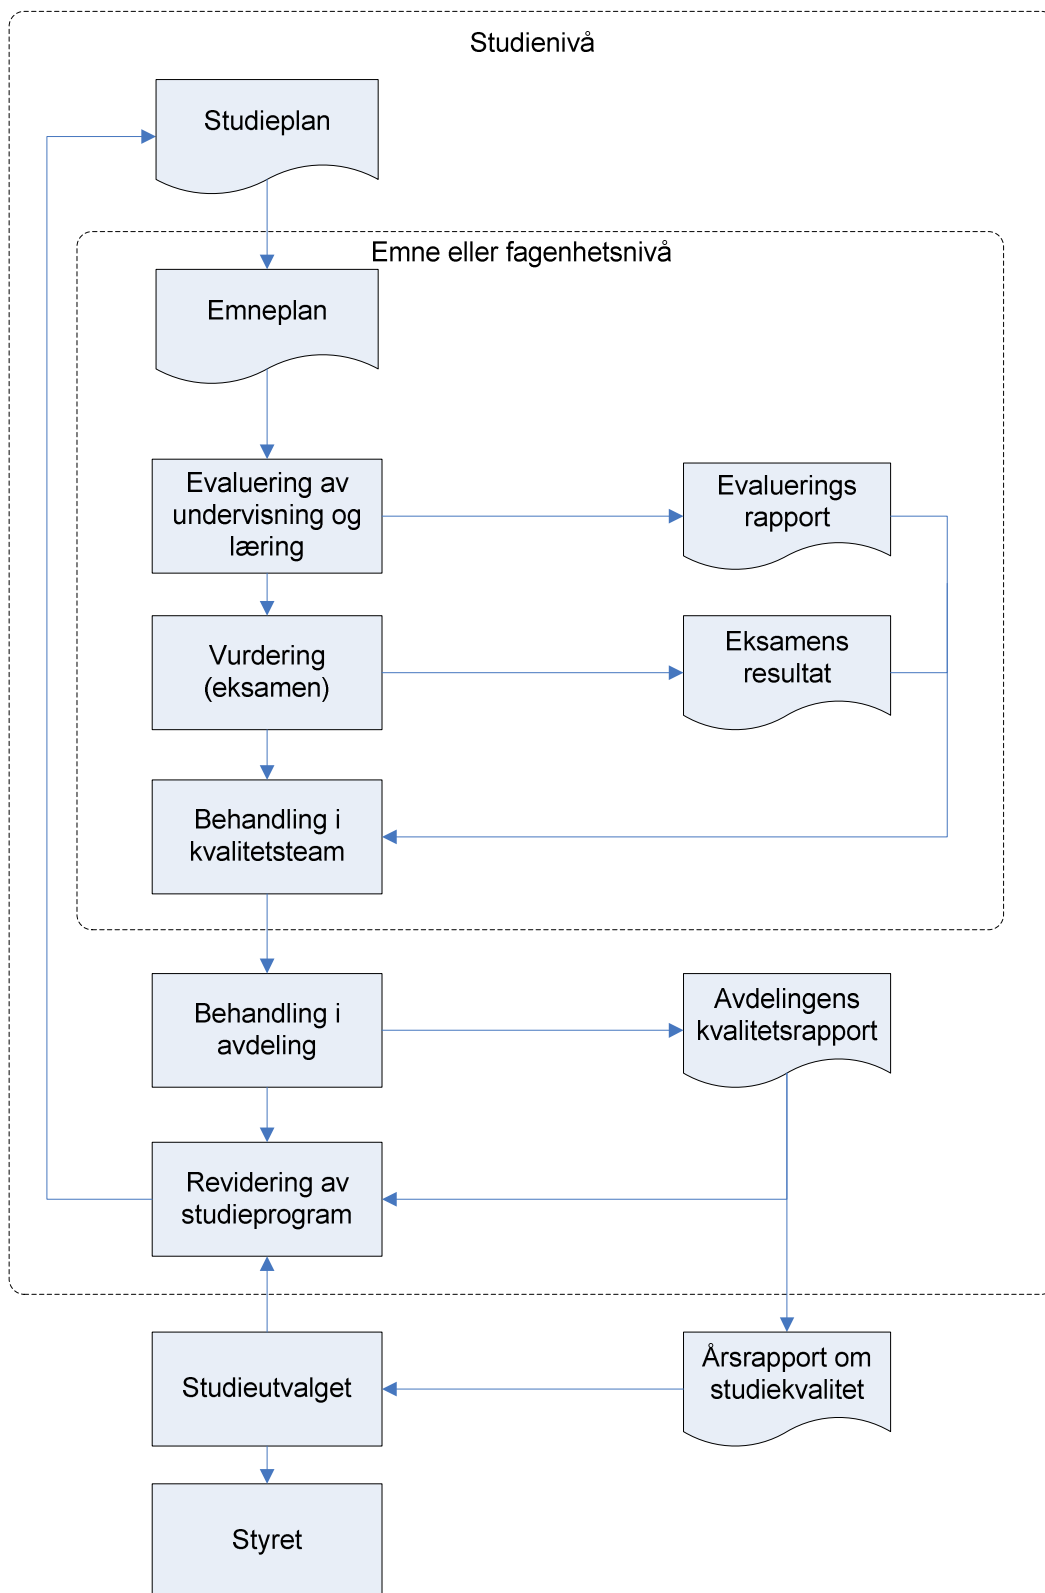 Studienivå
Studieplan
Emne eller fagenhetsnivå
Emneplan
Evaluering av
undervisning og
læring
Evaluerings
rapport
Vurdering
(eksamen)
Eksamens
resultat
Behandling i
kvalitetsteam
Behandling i
avdeling
Avdelingens
kvalitetsrapport
Revidering av
studieprogram
Studieutvalget
Årsrapport om
studiekvalitet
Styret